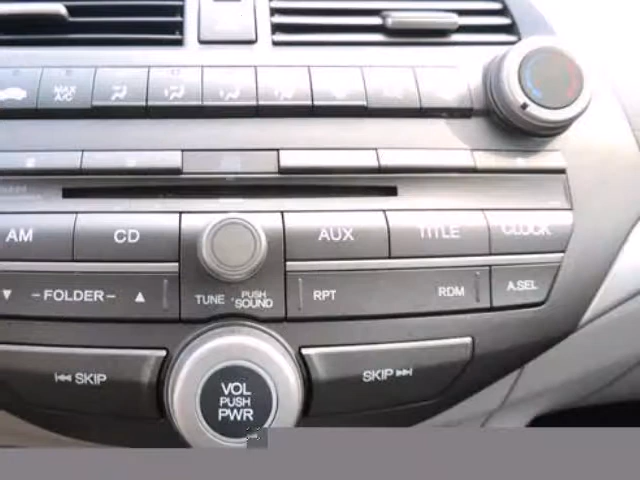 MAX
A/C
AM CD AUX TITLE CLOCK
▼ –FOLDER– ▲ TUNE • PUSH SOUND RPT RDM A.SEL
⏮ SKIP SKIP ⏭
VOL
PUSH
PWR